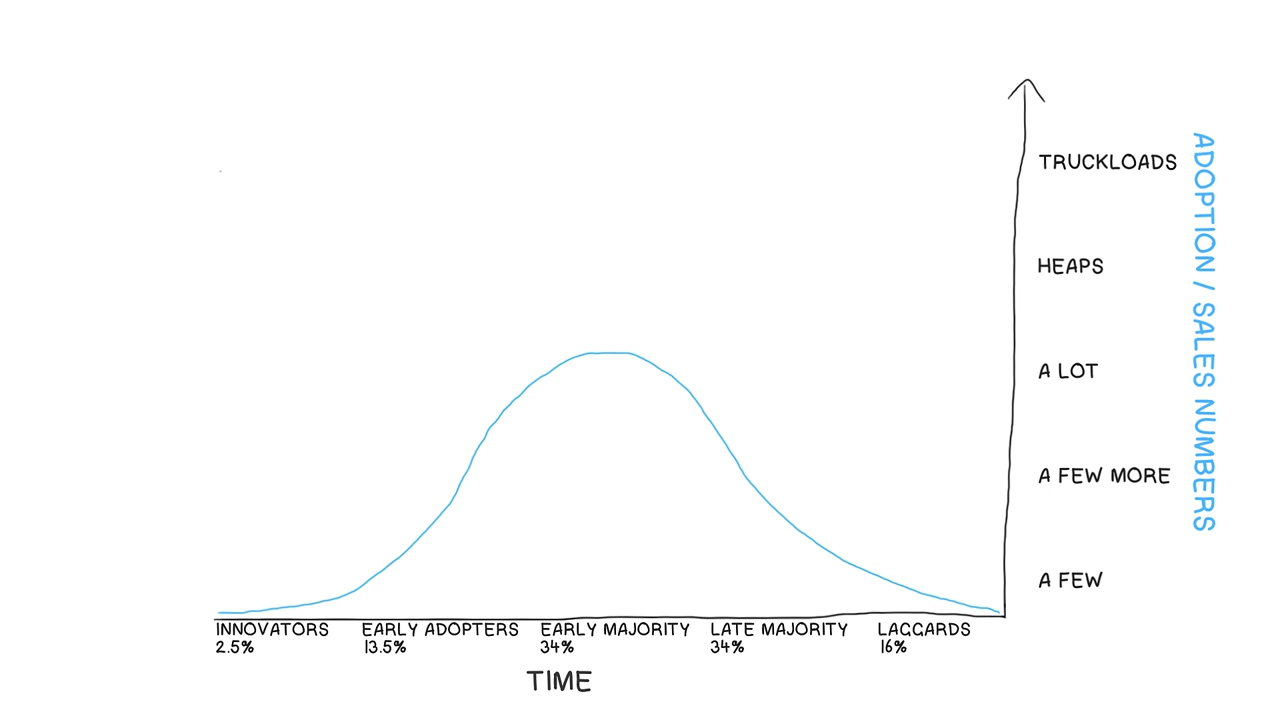 TRUCKLOADS
HEAPS
A LOT
A FEW MORE
A FEW
ADOPTION / SALES NUMBERS
INNOVATORS
2.5%
EARLY ADOPTERS
13.5%
EARLY MAJORITY
34%
LATE MAJORITY
34%
LAGGARDS
16%
TIME